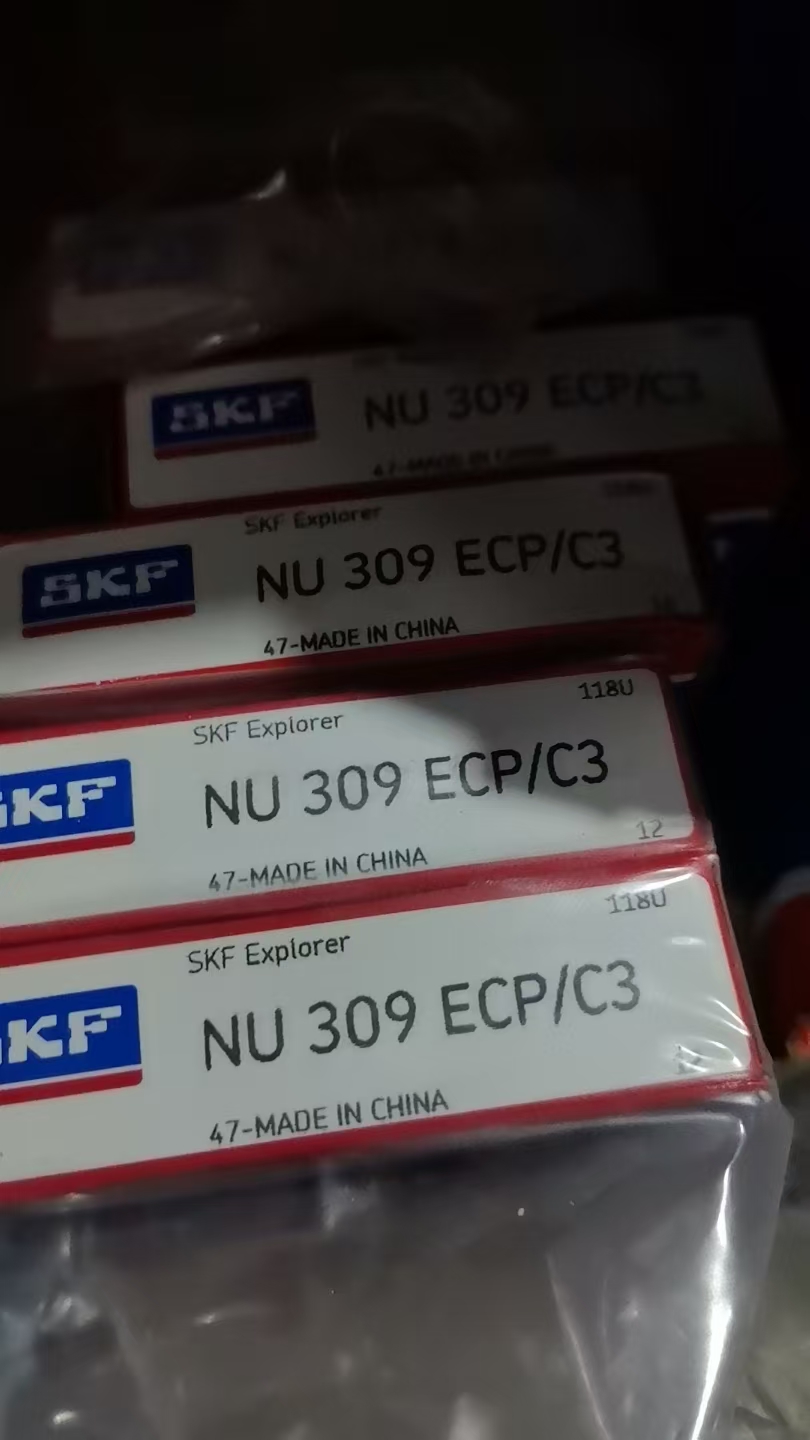 SKF
NU 309 ECP/C3
SKF Explorer
SKF
NU 309 ECP/C3
47-MADE IN CHINA
118U
SKF Explorer
SKF
NU 309 ECP/C3
12
47-MADE IN CHINA
118U
SKF Explorer
SKF
NU 309 ECP/C3
47-MADE IN CHINA